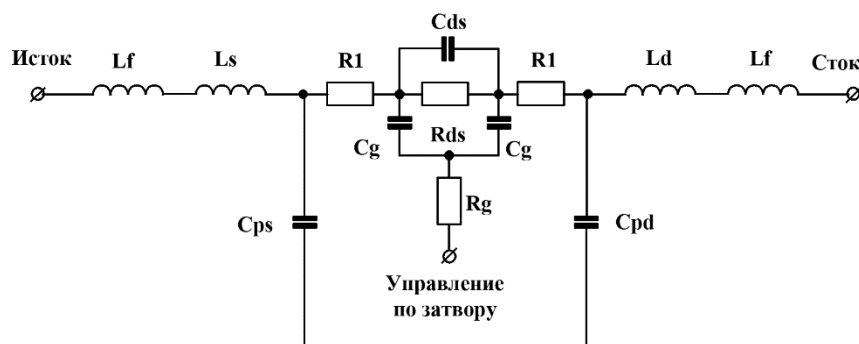 Cds
Исток Lf Ls R1 R1 Ld Lf Сток
Cg Rds Cg
Rg
Cps Cpd
Управление
по затвору